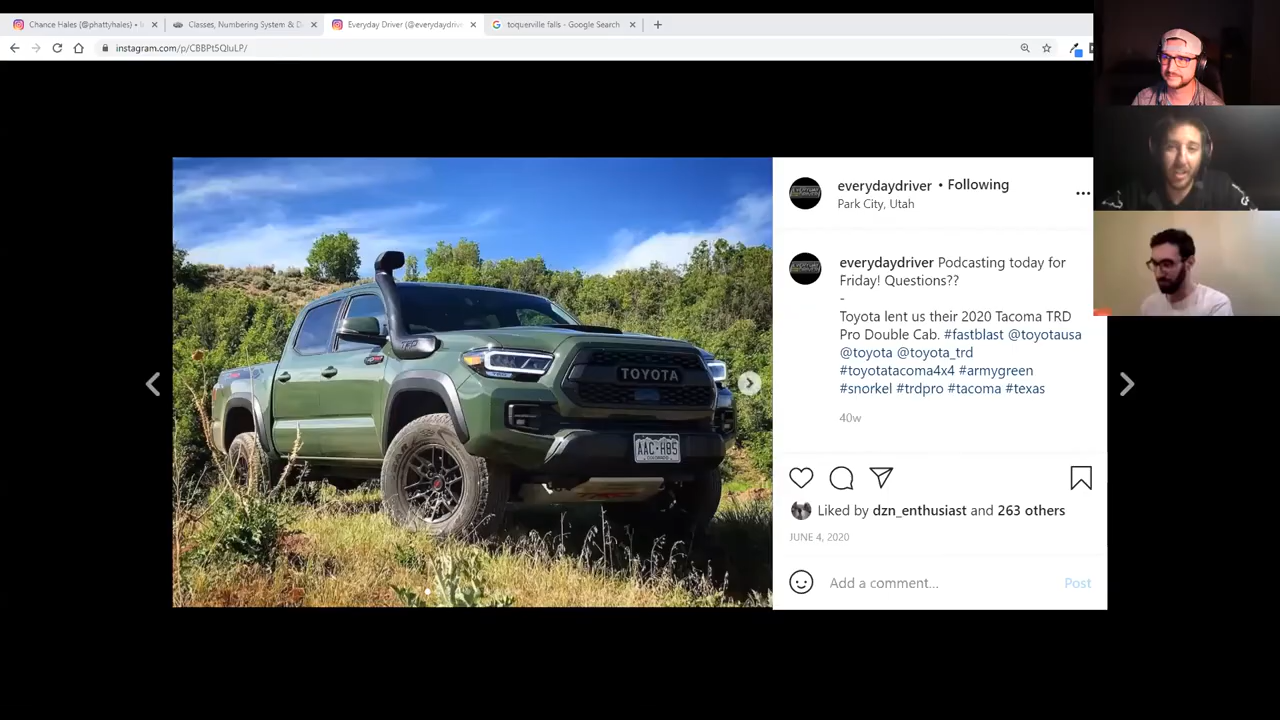 Chance Hales (@phattyhales) •
Classes, Numbering System & D
Everyday Driver (@everydaydrive
toquerville falls - Google Search
instagram.com/p/CBBPt5QluLP/
everydaydriver • Following
Park City, Utah
everydaydriver Podcasting today for
Friday! Questions??
-
Toyota lent us their 2020 Tacoma TRD
Pro Double Cab. #fastblast @toyotausa
@toyota @toyota_trd
#toyotatacoma4x4 #armygreen
#snorkel #trdpro #tacoma #texas
40w
TOYOTA
AAC-H85
Liked by dzn_enthusiast and 263 others
JUNE 4, 2020
Add a comment...
Post